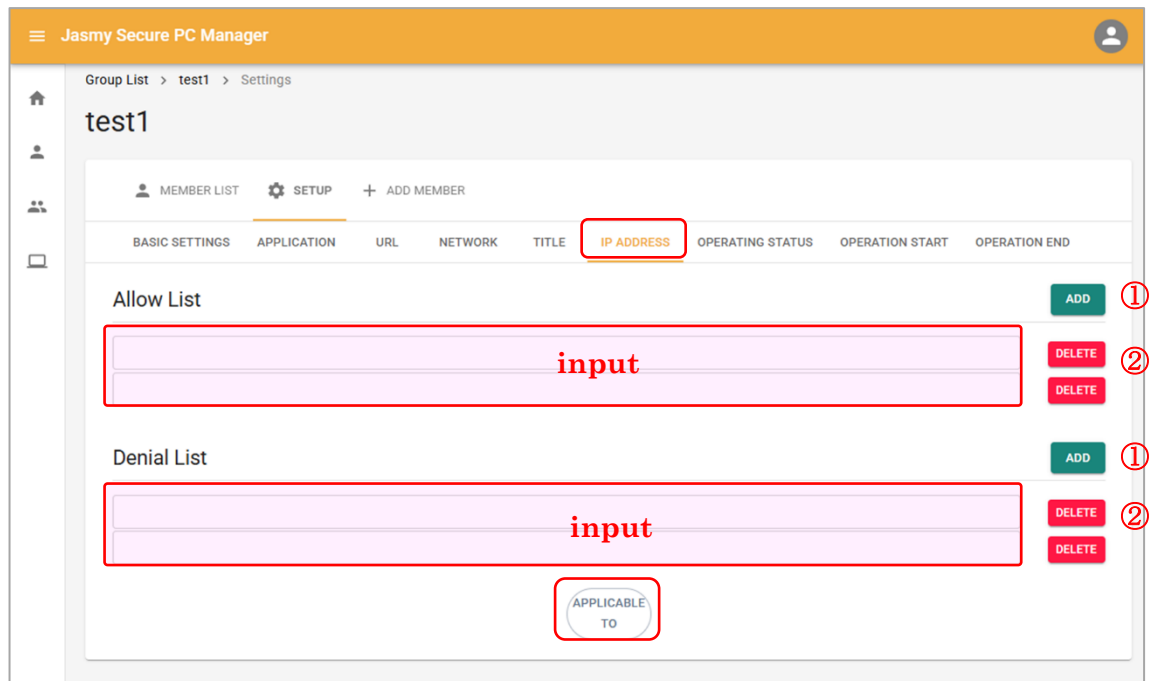 Jasmy Secure PC Manager
Group List > test1 > Settings
test1
MEMBER LIST SETUP + ADD MEMBER
BASIC SETTINGS APPLICATION URL NETWORK TITLE IP ADDRESS OPERATING STATUS OPERATION START OPERATION END
Allow List ADD ①
input
DELETE ②
DELETE
Denial List ADD ①
input
DELETE ②
DELETE
APPLICABLE
TO